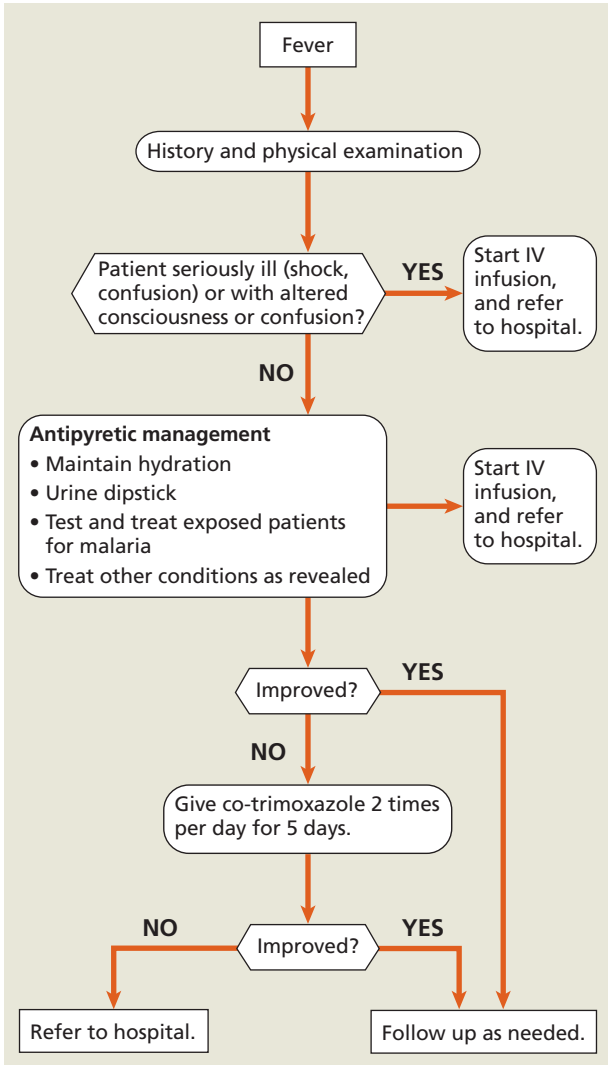 Fever
History and physical examination
Patient seriously ill (shock,
confusion) or with altered
consciousness or confusion?
YES
Start IV
infusion,
and refer
to hospital.
NO
Antipyretic management
• Maintain hydration
• Urine dipstick
• Test and treat exposed patients
for malaria
• Treat other conditions as revealed
Start IV
infusion,
and refer
to hospital.
Improved?
YES
NO
Give co-trimoxazole 2 times
per day for 5 days.
NO
Improved?
YES
Refer to hospital.
Follow up as needed.